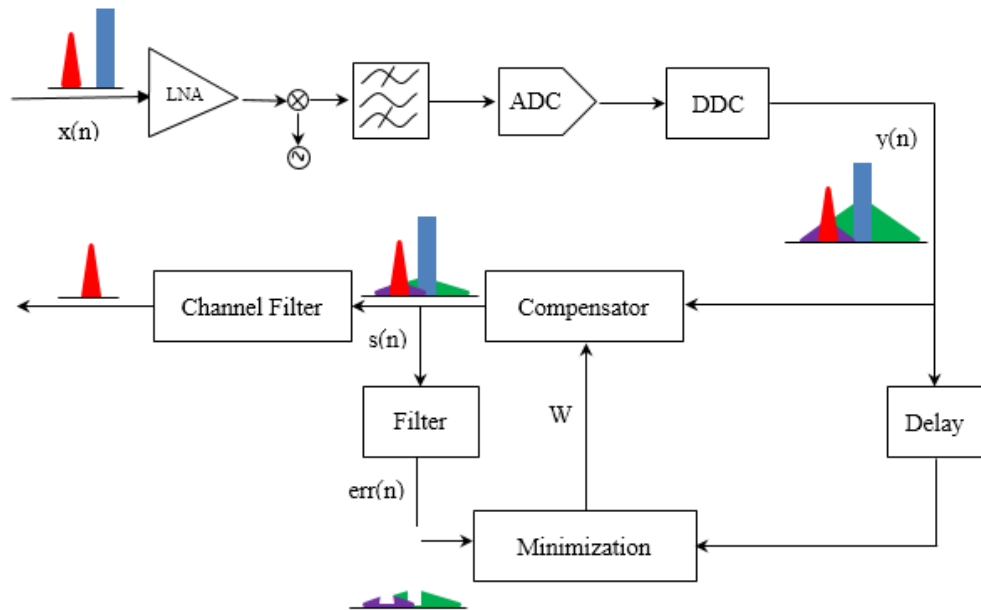 LNA
ADC
DDC
x(n)
y(n)
Channel Filter
Compensator
s(n)
Filter
W
Delay
err(n)
Minimization